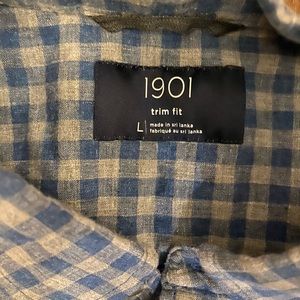 1901
trim fit
L
made in sri lanka
fabriqué au sri lanka